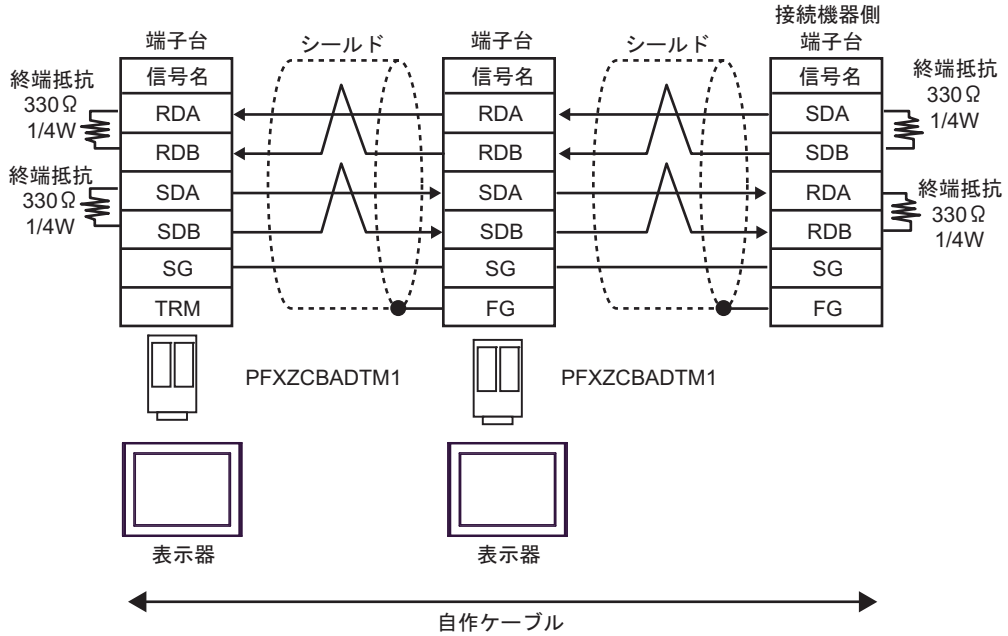 接続機器側
端子台
シールド
端子台
シールド
端子台
終端抵抗
330Ω
1/4W
終端抵抗
330Ω
1/4W
信号名
RDA
RDB
SDA
SDB
SG
TRM
信号名
RDA
RDB
SDA
SDB
SG
FG
信号名
SDA
SDB
RDA
RDB
SG
FG
終端抵抗
330Ω
1/4W
終端抵抗
330Ω
1/4W
PFXZCBADTM1
PFXZCBADTM1
表示器
表示器
自作ケーブル